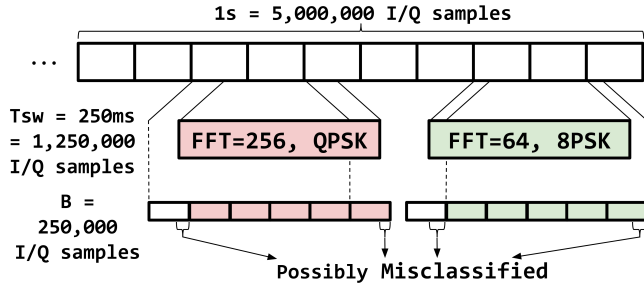 1s = 5,000,000 I/Q samples
...
Tsw = 250ms
= 1,250,000
I/Q samples
FFT=256, QPSK
FFT=64, 8PSK
B =
250,000
I/Q samples
Possibly Misclassified